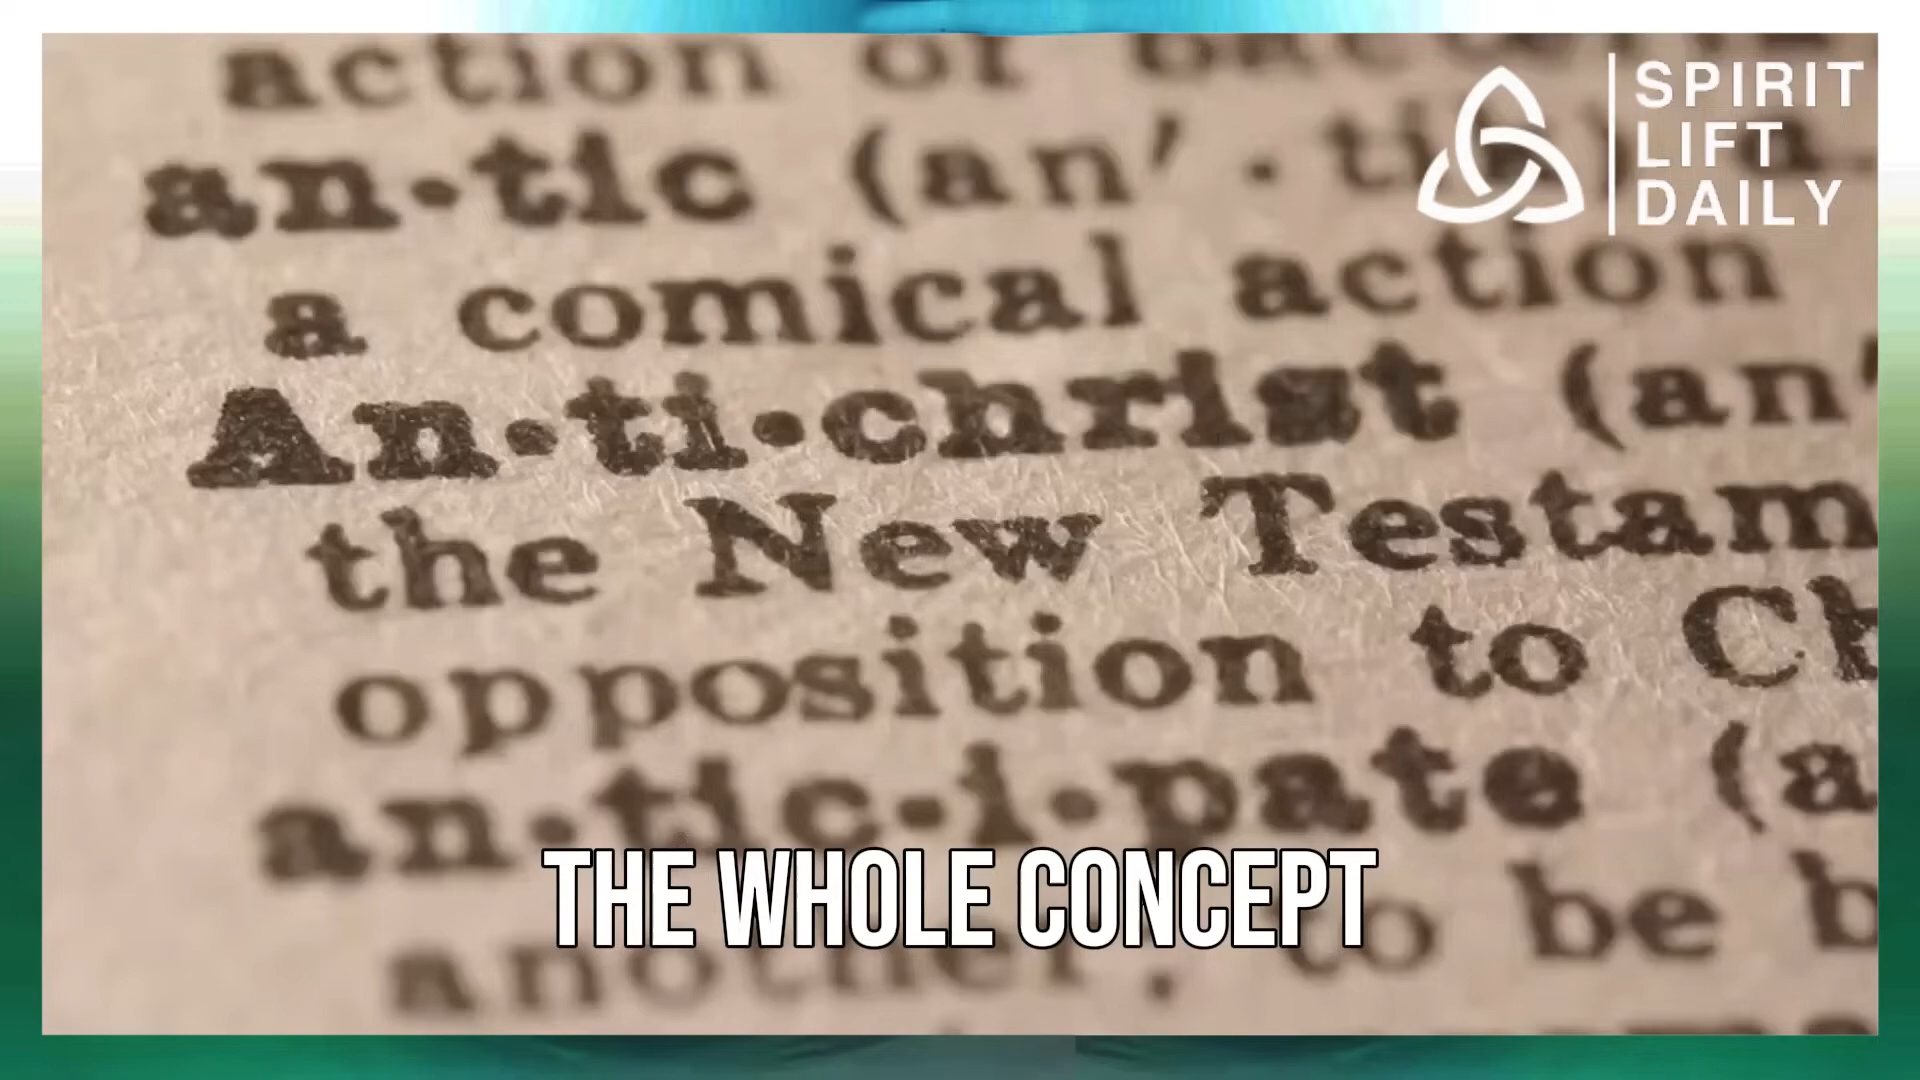 action of
SPIRIT
LIFT
DAILY
an·tic (an′ · ti
a comical action
An·ti·christ (an′
the New Testam
opposition to Ch
an·tic·i·pate (a
THE WHOLE CONCEPT
another, to be b